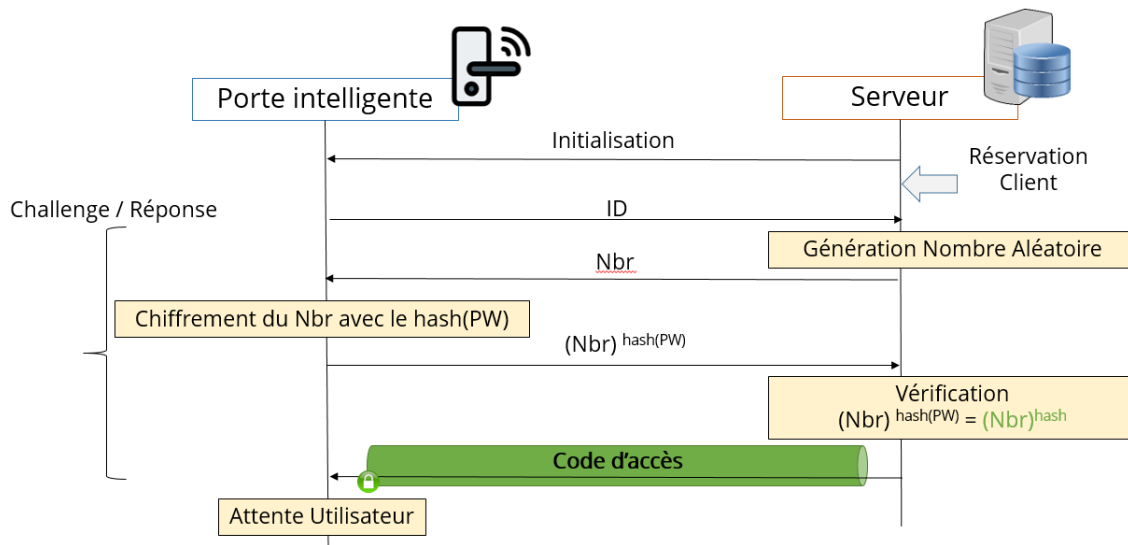 Porte intelligente
Serveur
Initialisation
Réservation
Client
Challenge / Réponse
ID
Génération Nombre Aléatoire
Nbr
Chiffrement du Nbr avec le hash(PW)
(Nbr) hash(PW)
Vérification
(Nbr) hash(PW) = (Nbr)hash
Code d'accès
Attente Utilisateur